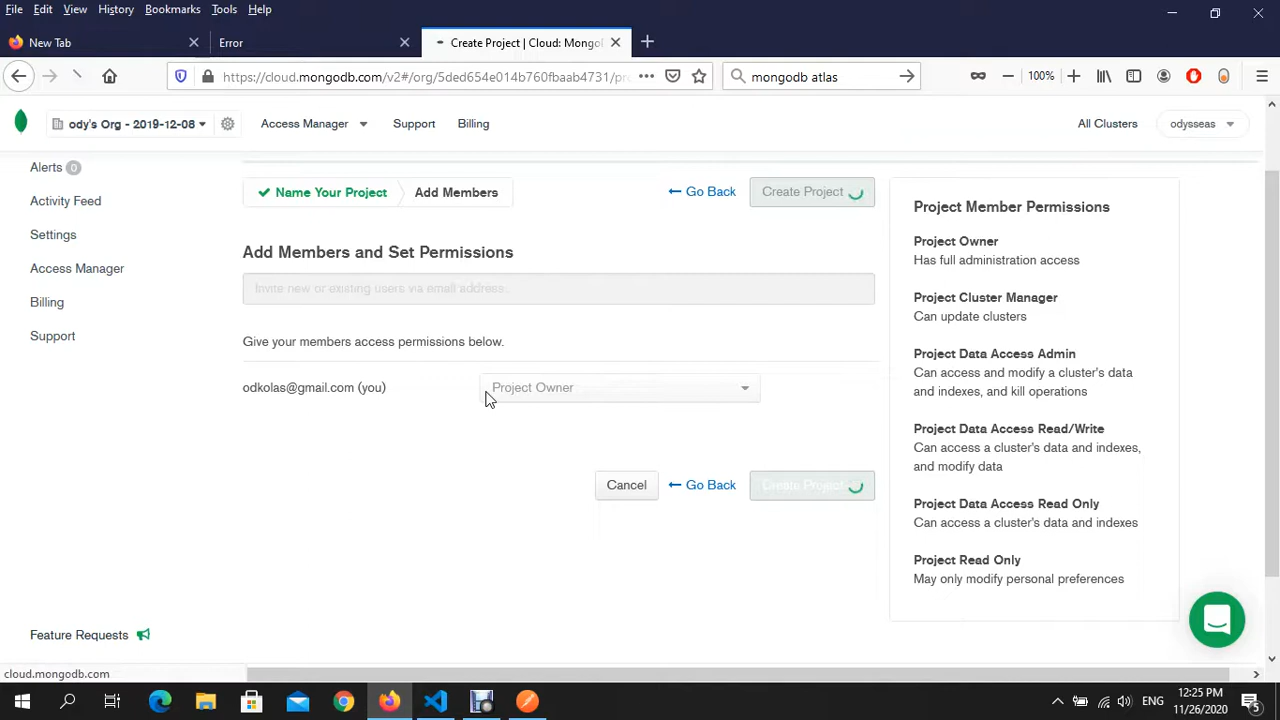 File Edit View History Bookmarks Tools Help
New Tab
Error
Create Project | Cloud: Mongo
https://cloud.mongodb.com/v2#/org/5ded654e014b760fbaab4731/pr
100%
mongodb atlas
ody's Org - 2019-12-08
Access Manager
Support
Billing
All Clusters
odysseas
Alerts 0
Activity Feed
Settings
Access Manager
Billing
Support
Feature Requests
Name Your Project
Add Members
Go Back
Create Project
Add Members and Set Permissions
Invite new or existing users via email address...
Give your members access permissions below.
odkolas@gmail.com (you)
Project Owner
Cancel
Go Back
Create Project
Project Member Permissions
Project Owner
Has full administration access
Project Cluster Manager
Can update clusters
Project Data Access Admin
Can access and modify a cluster's data
and indexes, and kill operations
Project Data Access Read/Write
Can access a cluster's data and indexes,
and modify data
Project Data Access Read Only
Can access a cluster's data and indexes
Project Read Only
May only modify personal preferences
cloud.mongodb.com
ENG
12:25 PM
11/26/2020
5